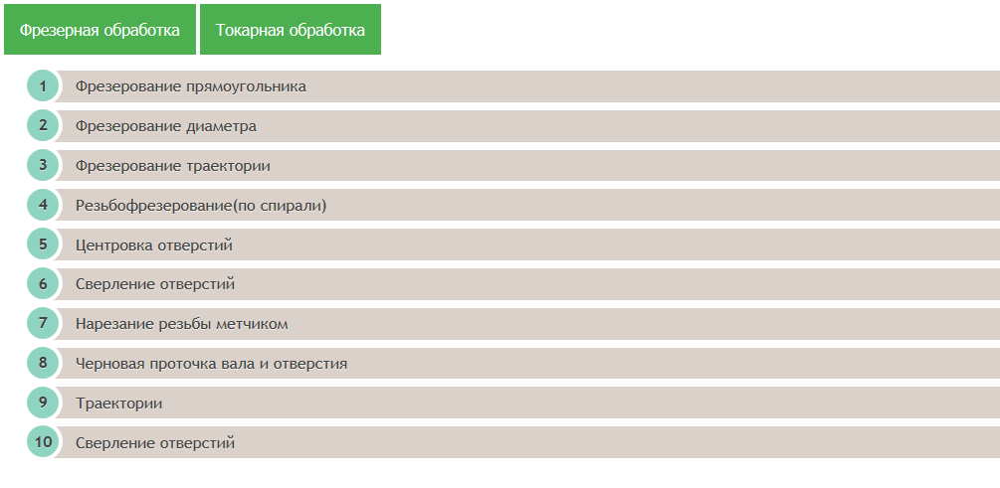 Фрезерная обработка Токарная обработка
1 Фрезерование прямоугольника
2 Фрезерование диаметра
3 Фрезерование траектории
4 Резьбофрезерование(по спирали)
5 Центровка отверстий
6 Сверление отверстий
7 Нарезание резьбы метчиком
8 Черновая проточка вала и отверстия
9 Траектории
10 Сверление отверстий